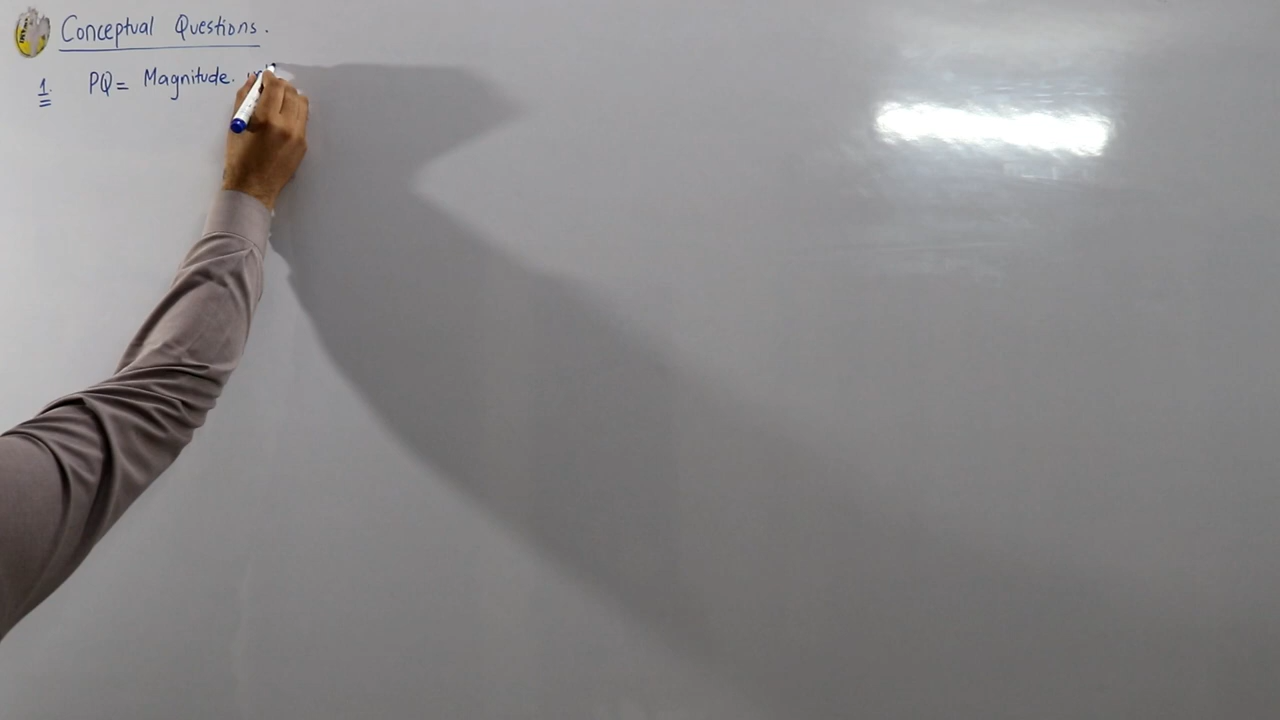 Conceptual Questions.
1. PQ = Magnitude.